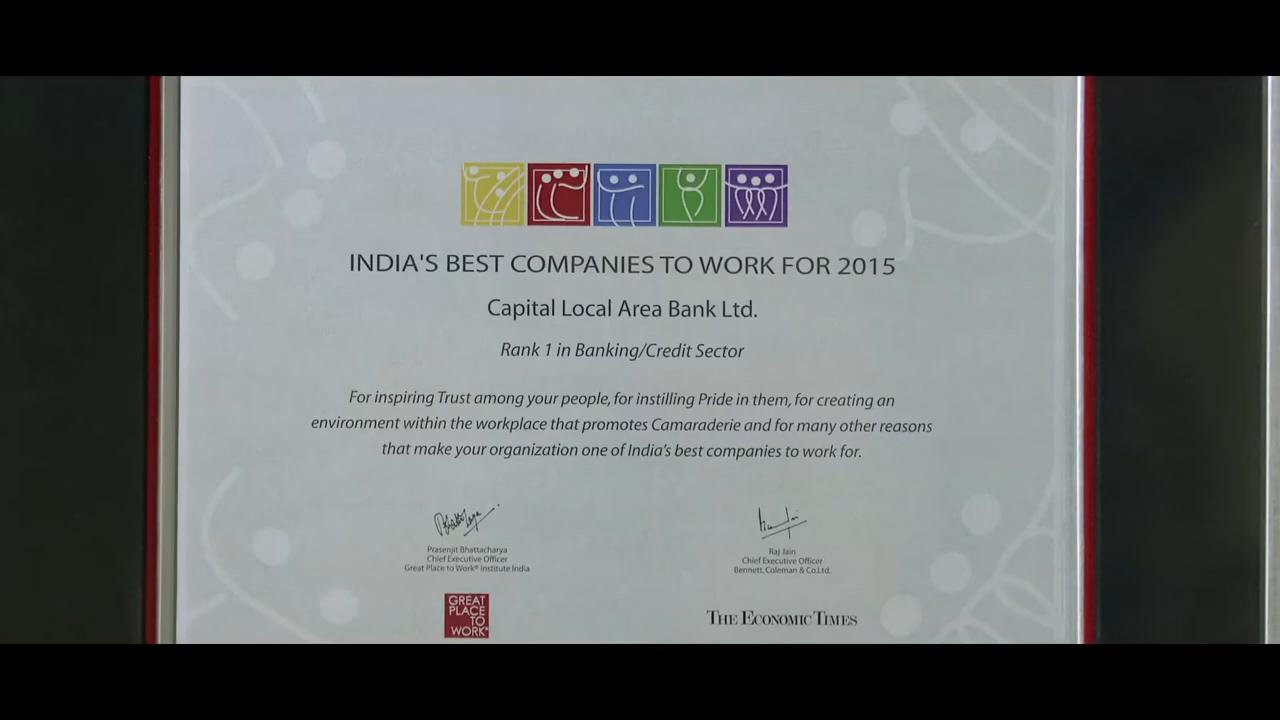 INDIA'S BEST COMPANIES TO WORK FOR 2015
Capital Local Area Bank Ltd.
Rank 1 in Banking/Credit Sector
For inspiring Trust among your people, for instilling Pride in them, for creating an
environment within the workplace that promotes Camaraderie and for many other reasons
that make your organization one of India's best companies to work for.
Prasenjit Bhattacharya
Chief Executive Officer
Great Place to Work® Institute India
Raj Jain
Chief Executive Officer
Bennett, Coleman & Co.Ltd.
GREAT
PLACE
TO
WORK®
THE ECONOMIC TIMES